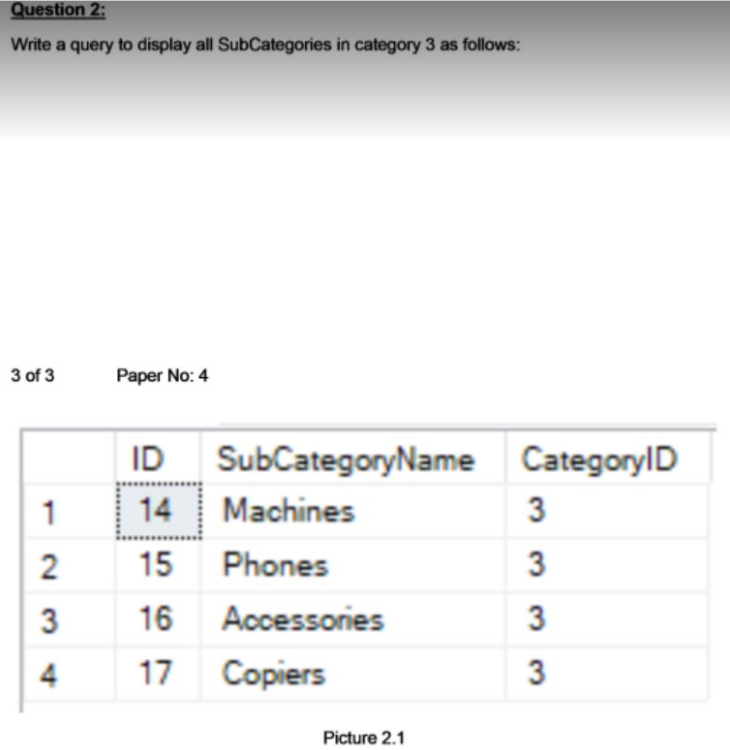 Question 2:
Write a query to display all SubCategories in category 3 as follows:
3 of 3 Paper No: 4
ID SubCategoryName CategoryID
1 14 Machines 3
2 15 Phones 3
3 16 Accessories 3
4 17 Copiers 3
Picture 2.1